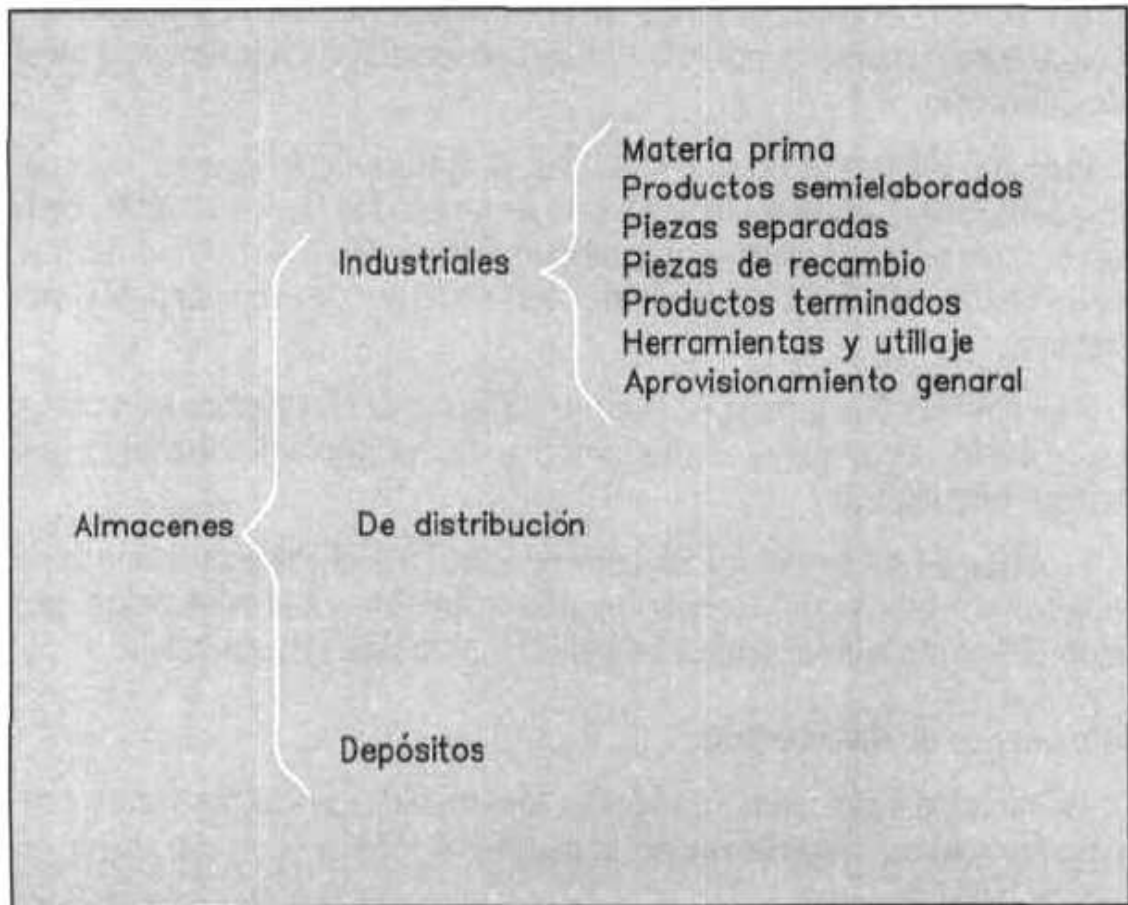 Almacenes
Industriales
Materia prima
Productos semielaborados
Piezas separadas
Piezas de recambio
Productos terminados
Herramientas y utillaje
Aprovisionamiento genaral
De distribución
Depósitos